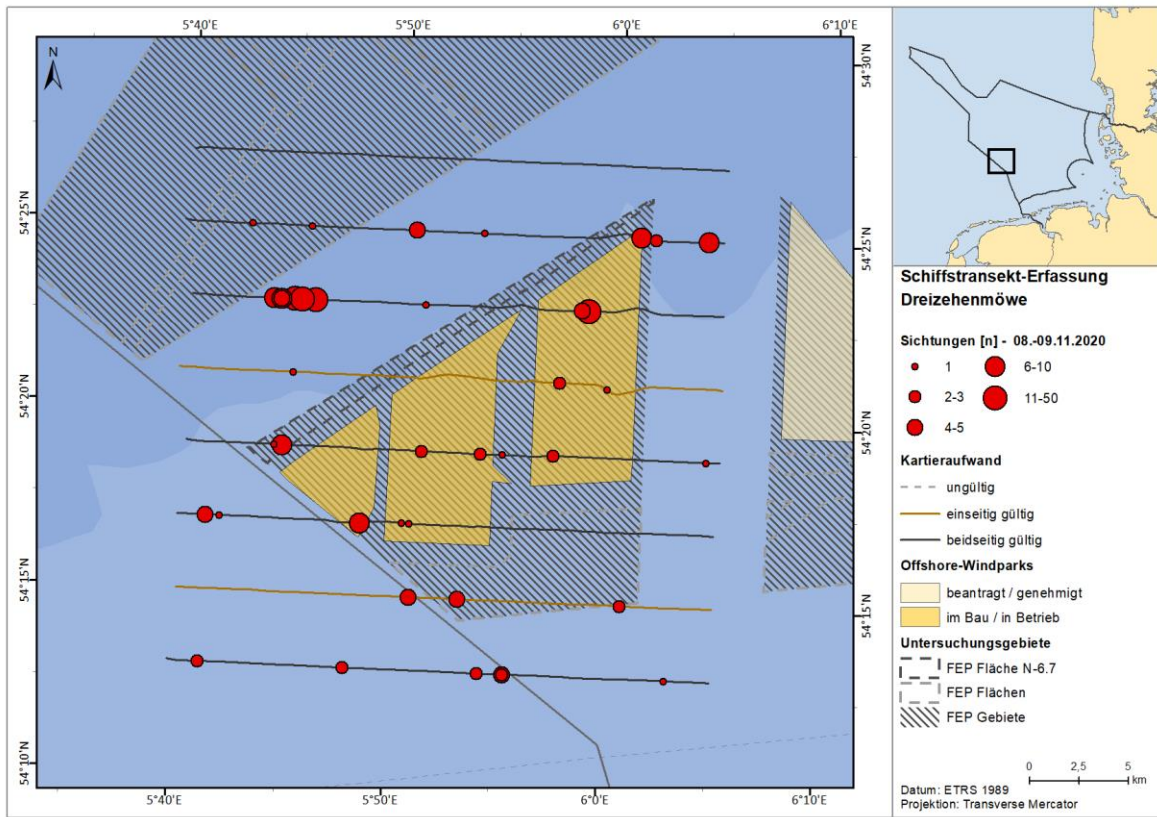 5°40'E
5°50'E
6°0'E
6°10'E
N
54°30'N
54°25'N
54°25'N
54°20'N
54°20'N
54°15'N
54°15'N
54°10'N
54°10'N
5°40'E
5°50'E
6°0'E
6°10'E
Schiffstransekt-Erfassung
Dreizehenmöwe
Sichtungen [n] - 08.-09.11.2020
1
6-10
2-3
11-50
4-5
Kartieraufwand
ungültig
einseitig gültig
beidseitig gültig
Offshore-Windparks
beantragt / genehmigt
im Bau / in Betrieb
Untersuchungsgebiete
FEP Fläche N-6.7
FEP Flächen
FEP Gebiete
0 2,5 5
km
Datum: ETRS 1989
Projektion: Transverse Mercator